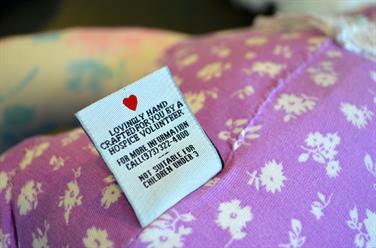 LOVINGLY HAND
CRAFTED FOR YOU BY A
HOSPICE VOLUNTEER
FOR MORE INFORMATION
CALL(973)322-4800
NOT SUITABLE FOR
CHILDREN UNDER 3